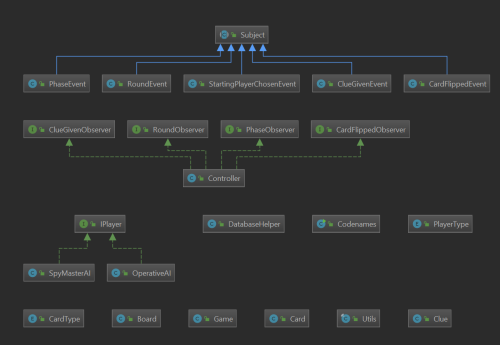 Subject
PhaseEvent RoundEvent StartingPlayerChosenEvent ClueGivenEvent CardFlippedEvent
ClueGivenObserver RoundObserver PhaseObserver CardFlippedObserver
Controller
IPlayer DatabaseHelper Codenames PlayerType
SpyMasterAI OperativeAI
CardType Board Game Card Utils Clue